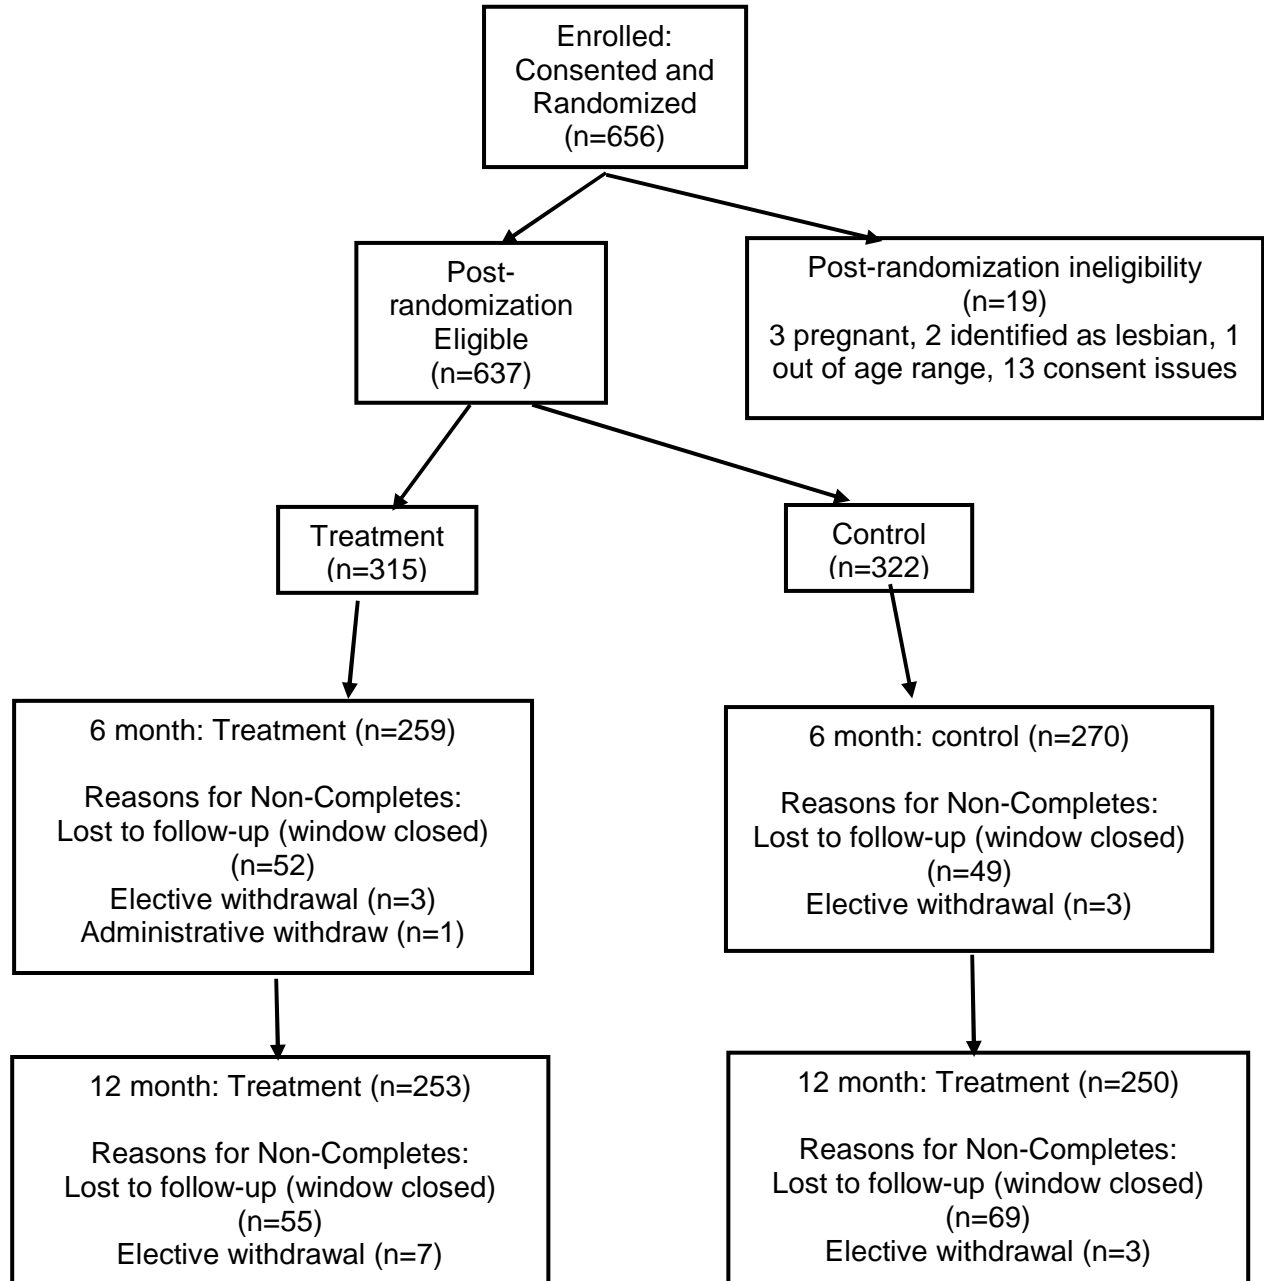 Enrolled:
Consented and
Randomized
(n=656)
Post-
randomization
Eligible
(n=637)
Post-randomization ineligibility
(n=19)
3 pregnant, 2 identified as lesbian, 1
out of age range, 13 consent issues
Treatment
(n=315)
Control
(n=322)
6 month: Treatment (n=259)
Reasons for Non-Completes:
Lost to follow-up (window closed)
(n=52)
Elective withdrawal (n=3)
Administrative withdraw (n=1)
6 month: control (n=270)
Reasons for Non-Completes:
Lost to follow-up (window closed)
(n=49)
Elective withdrawal (n=3)
12 month: Treatment (n=253)
Reasons for Non-Completes:
Lost to follow-up (window closed)
(n=55)
Elective withdrawal (n=7)
12 month: Treatment (n=250)
Reasons for Non-Completes:
Lost to follow-up (window closed)
(n=69)
Elective withdrawal (n=3)